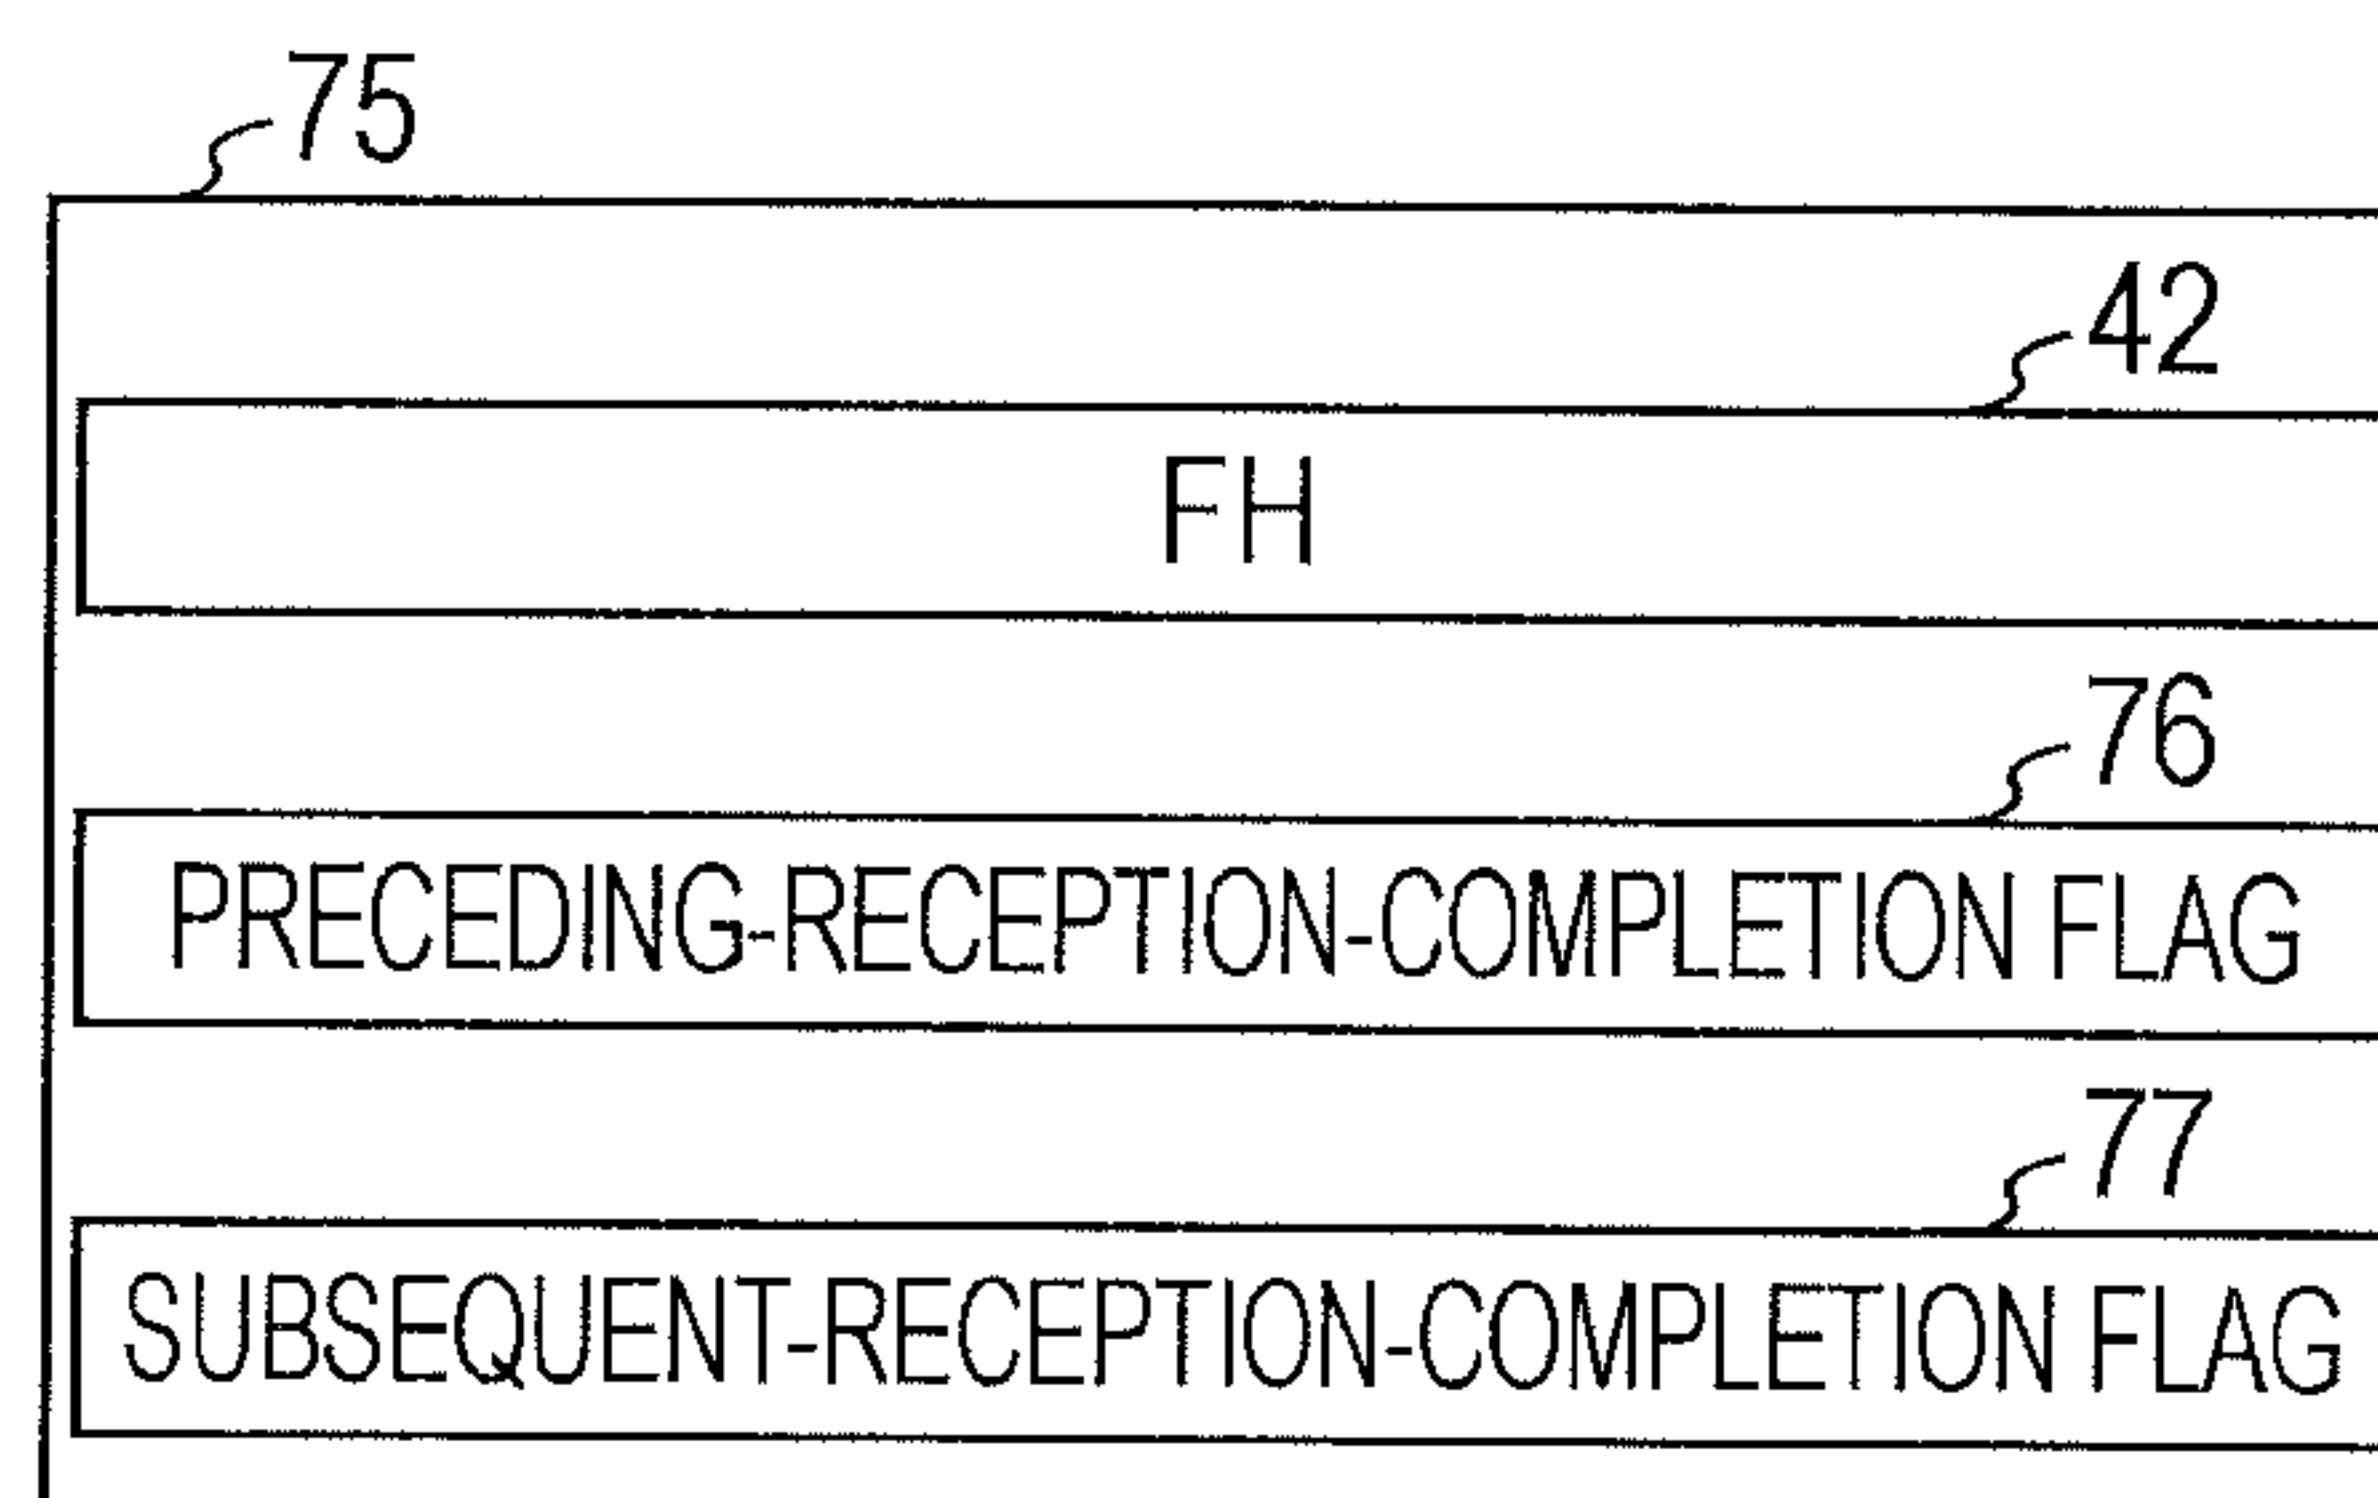 75
42
FH
76
PRECEDING-RECEPTION-COMPLETION FLAG
77
SUBSEQUENT-RECEPTION-COMPLETION FLAG